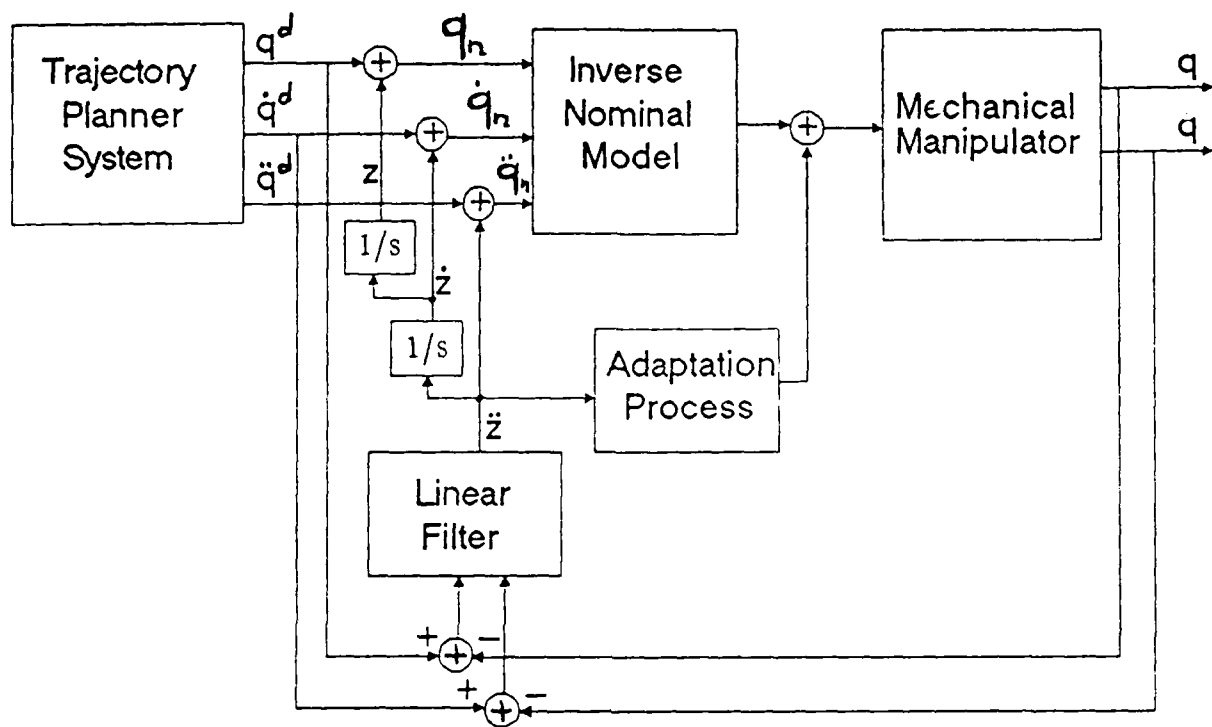 Trajectory
Planner
System
q^d
q̇^d
q̈^d
+
+
+
z
ż
z̈
1/s
1/s
q_n
q̇_n
q̈_n
Inverse
Nominal
Model
+
Mechanical
Manipulator
q
q
Adaptation
Process
Linear
Filter
+
+
−
+
+
−